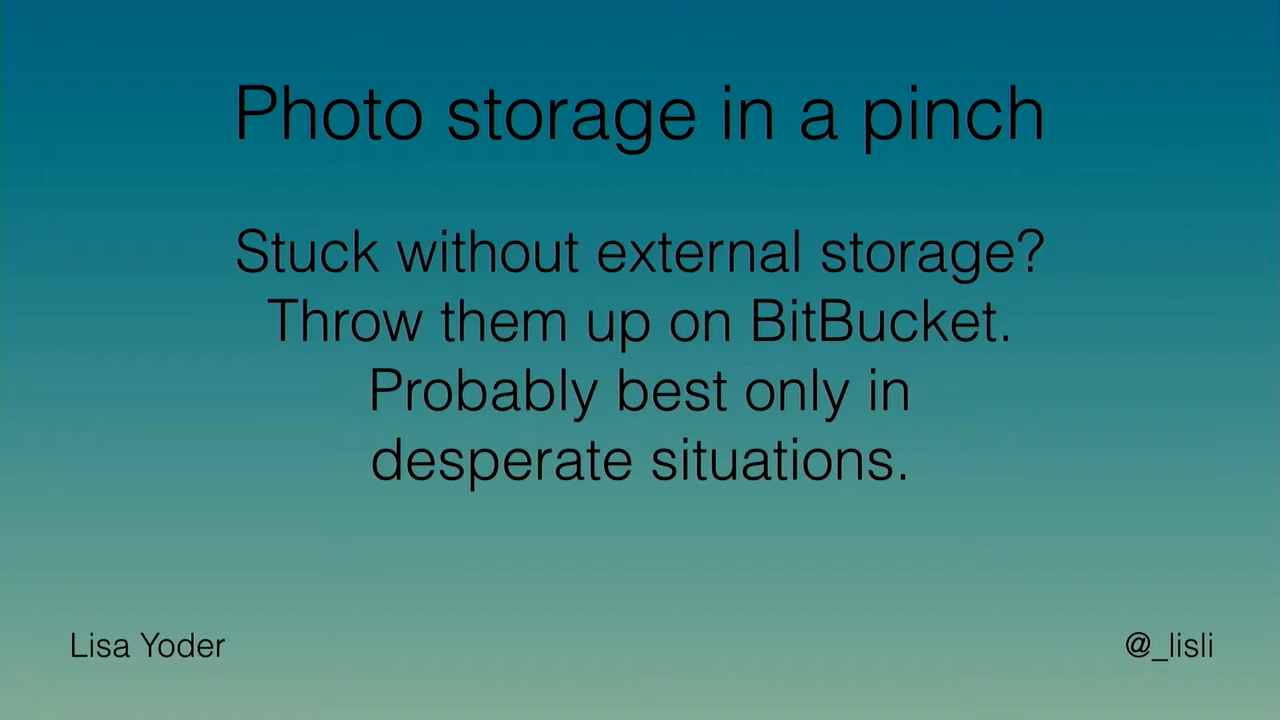 Photo storage in a pinch
Stuck without external storage?
Throw them up on BitBucket.
Probably best only in
desperate situations.
Lisa Yoder
@_lisli